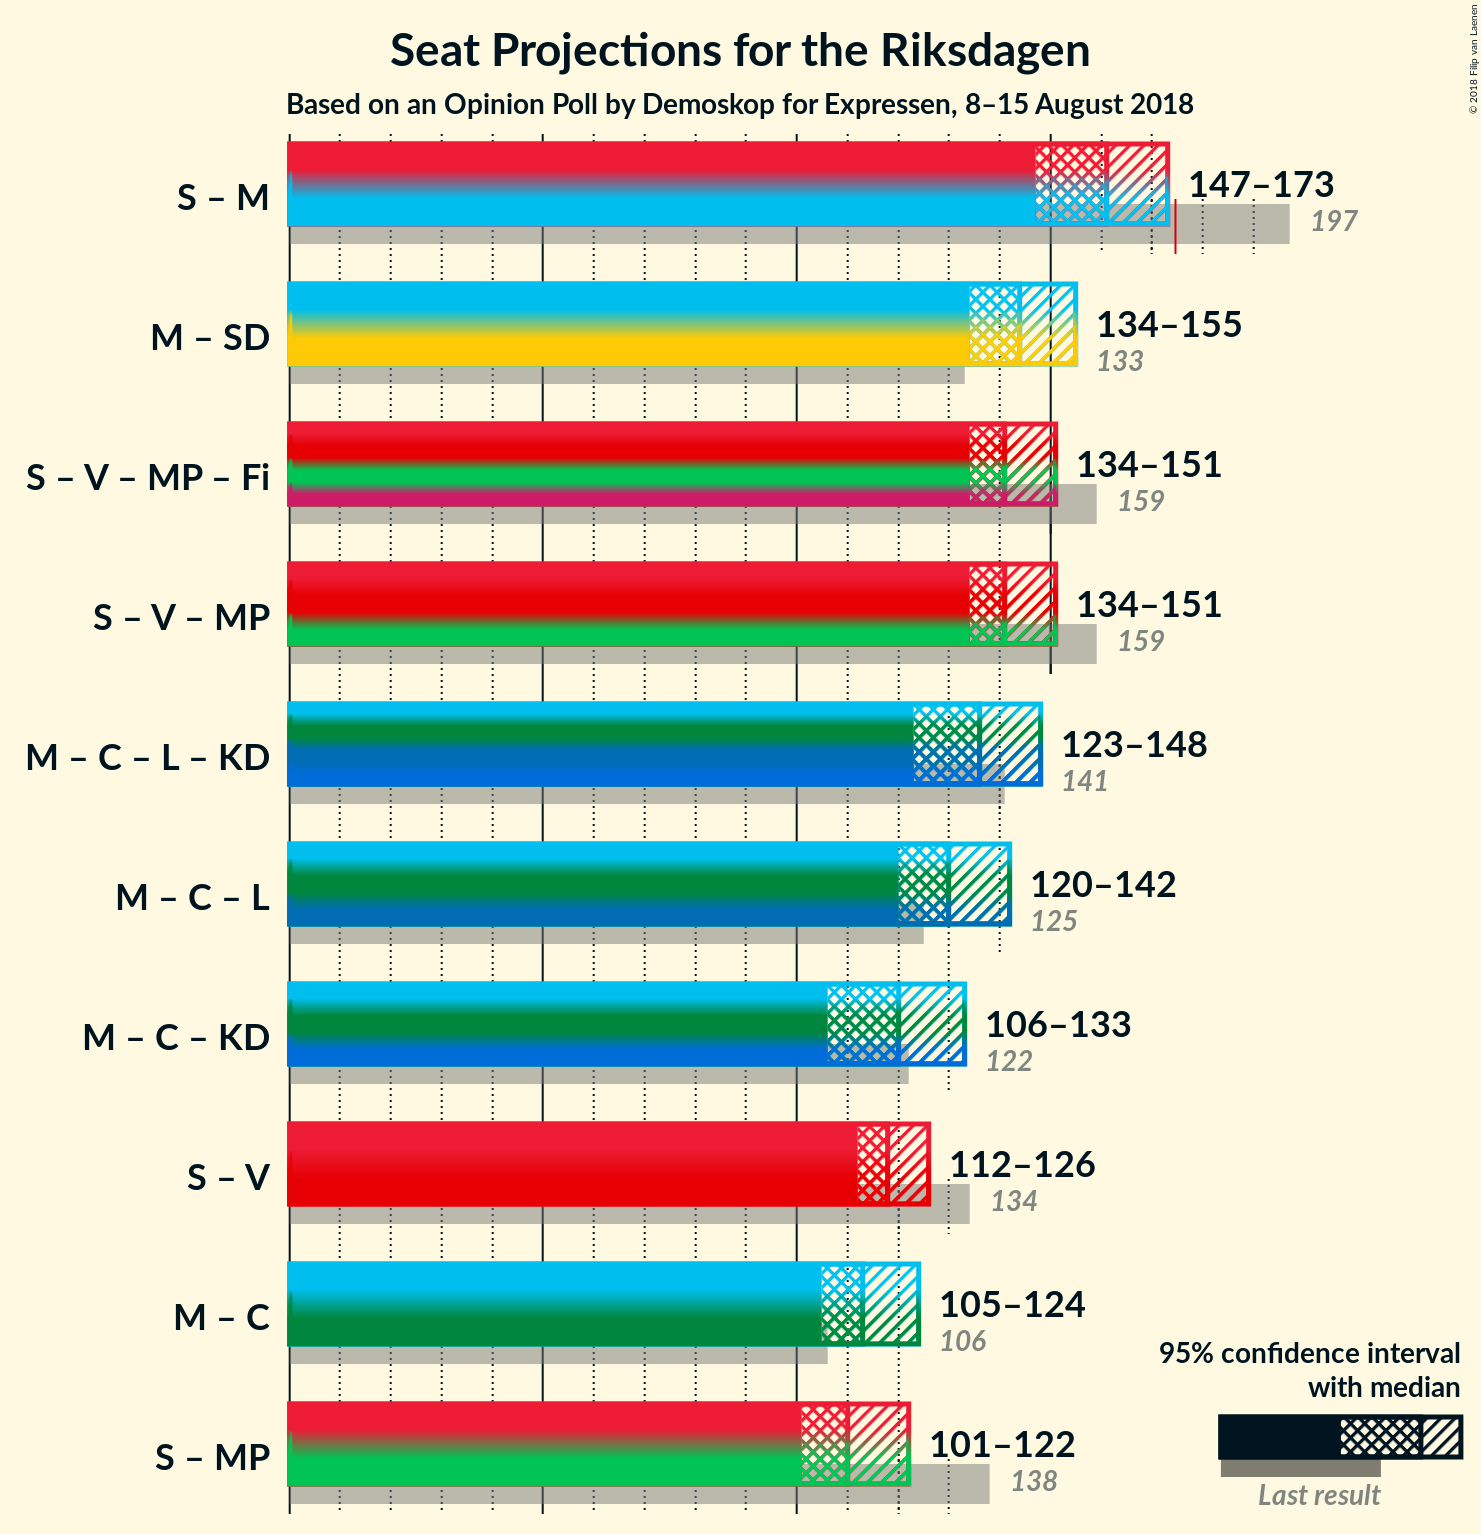 Seat Projections for the Riksdagen
Based on an Opinion Poll by Demoskop for Expressen, 8–15 August 2018
© 2018 Filip van Laenen
S – M
147–173
197
M – SD
134–155
133
S – V – MP – Fi
134–151
159
S – V – MP
134–151
159
M – C – L – KD
123–148
141
M – C – L
120–142
125
M – C – KD
106–133
122
S – V
112–126
134
M – C
105–124
106
S – MP
101–122
138
95% confidence interval
with median
Last result